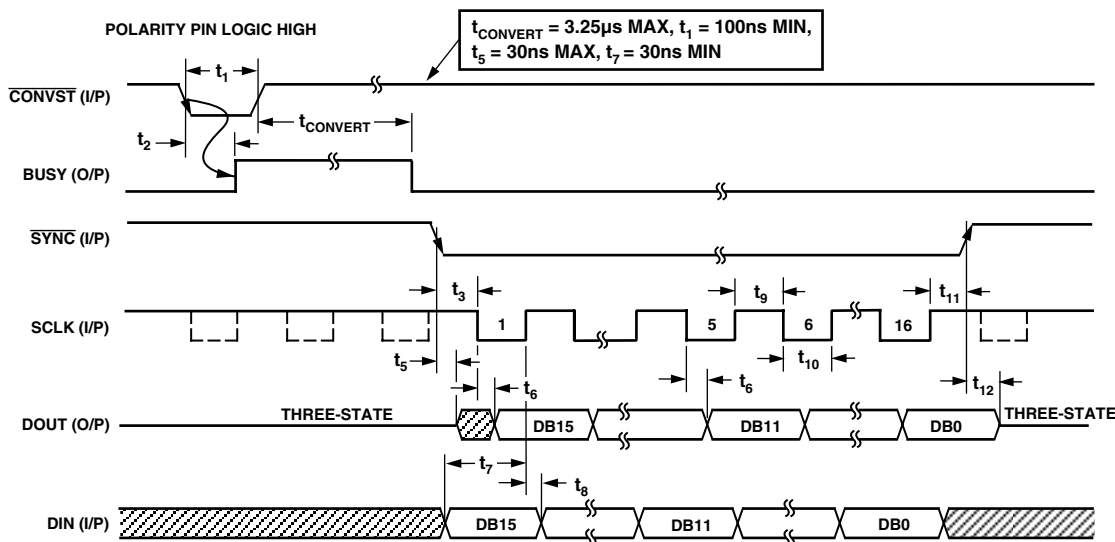 POLARITY PIN LOGIC HIGH
tCONVERT = 3.25µs MAX, t1 = 100ns MIN,
t5 = 30ns MAX, t7 = 30ns MIN
t1
CONVST (I/P)
tCONVERT
t2
BUSY (O/P)
SYNC (I/P)
t3
t9
t11
SCLK (I/P)
1
5
6
16
t5
t10
t6
t6
t12
THREE-STATE
THREE-STATE
DOUT (O/P)
DB15
DB11
DB0
t7
t8
DIN (I/P)
DB15
DB11
DB0